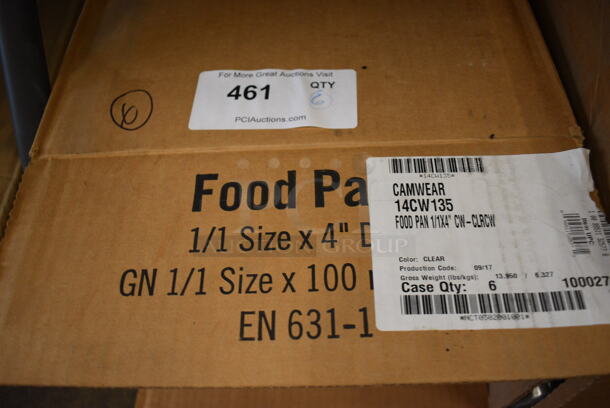 For More Great Auctions Visit
461
QTY
6
PCIAuctions.com
6
Food Pa
1/1 Size x 4" D
GN 1/1 Size x 100
EN 631-1
*14CW135*
CAMWEAR
14CW135
FOOD PAN 1/1X4" CW-CLRCW
Color: CLEAR
Production Code: 09/17
Gross Weight (lbs/kgs): 13.950 / 6.327
Case Qty: 6
100027